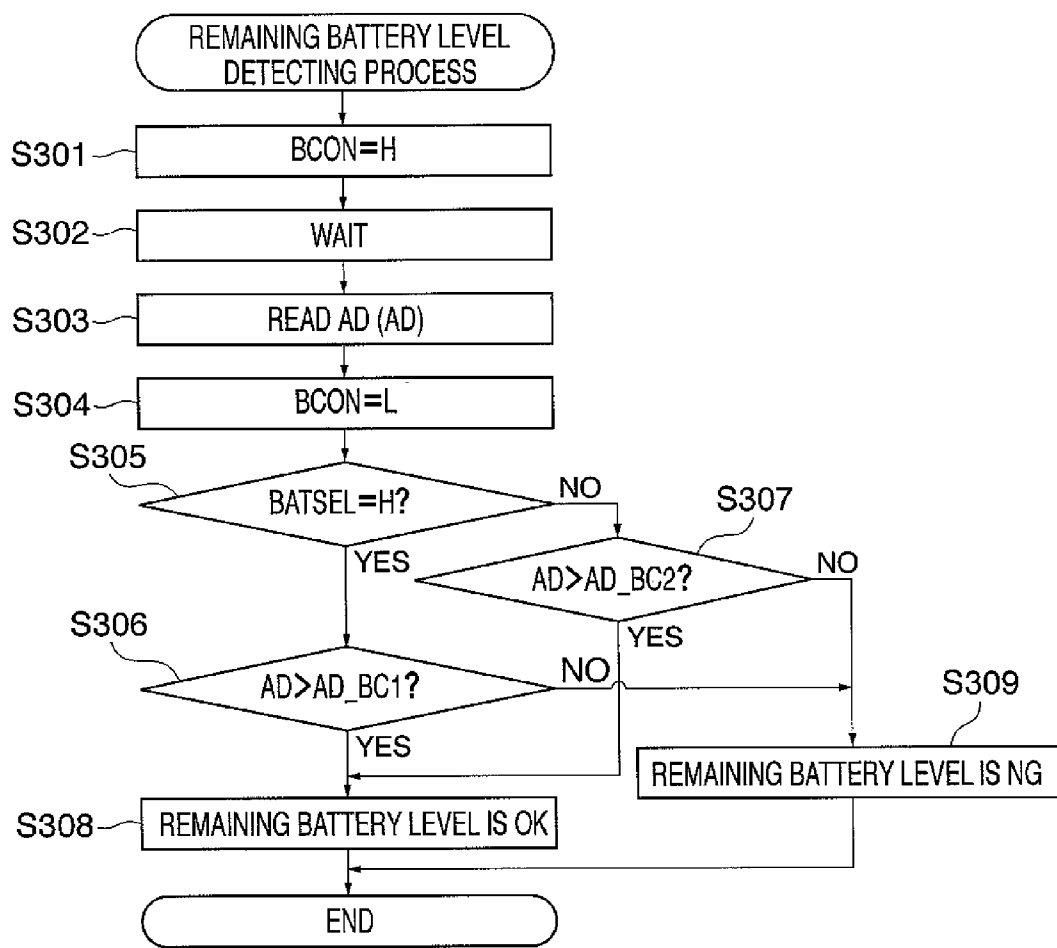 REMAINING BATTERY LEVEL
DETECTING PROCESS
S301
BCON=H
S302
WAIT
S303
READ AD (AD)
S304
BCON=L
S305
BATSEL=H?
NO
YES
S307
AD>AD_BC2?
NO
YES
S306
AD>AD_BC1?
NO
YES
S309
REMAINING BATTERY LEVEL IS NG
S308
REMAINING BATTERY LEVEL IS OK
END